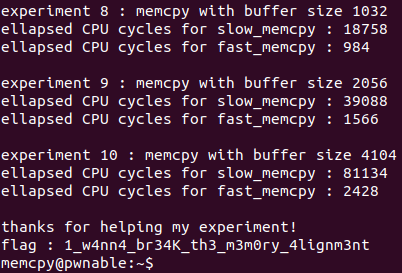 experiment 8 : memcpy with buffer size 1032
ellapsed CPU cycles for slow_memcpy : 18758
ellapsed CPU cycles for fast_memcpy : 984
experiment 9 : memcpy with buffer size 2056
ellapsed CPU cycles for slow_memcpy : 39088
ellapsed CPU cycles for fast_memcpy : 1566
experiment 10 : memcpy with buffer size 4104
ellapsed CPU cycles for slow_memcpy : 81134
ellapsed CPU cycles for fast_memcpy : 2428
thanks for helping my experiment!
flag : 1_w4nn4_br34K_th3_m3m0ry_4lignm3nt
memcpy@pwnable:~$